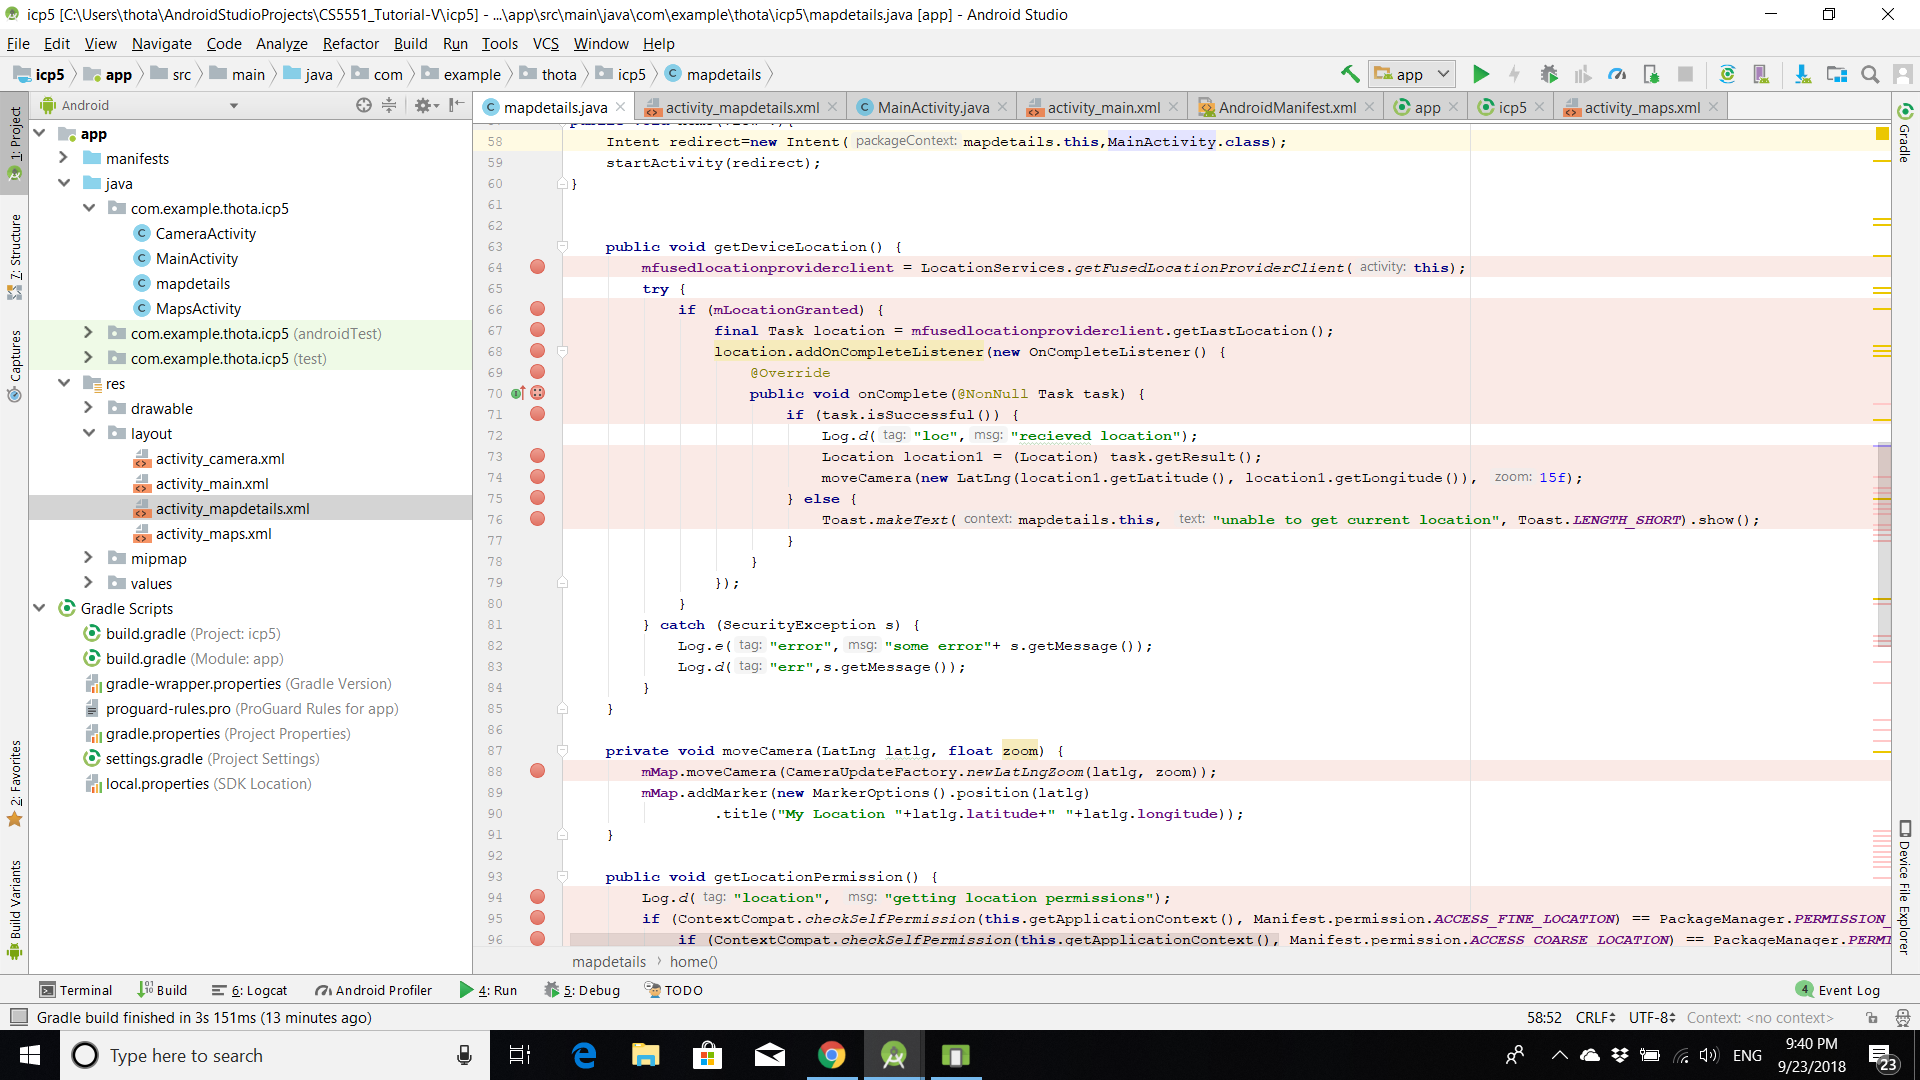 icp5 [C:\Users\thota\AndroidStudioProjects\CS5551_Tutorial-V\icp5] - ...\app\src\main\java\com\example\thota\icp5\mapdetails.java [app] - Android Studio
File Edit View Navigate Code Analyze Refactor Build Run Tools VCS Window Help
icp5 app src main java com example thota icp5 mapdetails
app
Android
mapdetails.java activity_mapdetails.xml MainActivity.java activity_main.xml AndroidManifest.xml app icp5 activity_maps.xml
1: Project
7: Structure
Captures
2: Favorites
Build Variants
app
manifests
java
com.example.thota.icp5
CameraActivity
MainActivity
mapdetails
MapsActivity
com.example.thota.icp5 (androidTest)
com.example.thota.icp5 (test)
res
drawable
layout
activity_camera.xml
activity_main.xml
activity_mapdetails.xml
activity_maps.xml
mipmap
values
Gradle Scripts
build.gradle (Project: icp5)
build.gradle (Module: app)
gradle-wrapper.properties (Gradle Version)
proguard-rules.pro (ProGuard Rules for app)
gradle.properties (Project Properties)
settings.gradle (Project Settings)
local.properties (SDK Location)
58 Intent redirect=new Intent( packageContext: mapdetails.this,MainActivity.class);
59 startActivity(redirect);
60 }
61
62
63 public void getDeviceLocation() {
64 mfusedlocationproviderclient = LocationServices.getFusedLocationProviderClient( activity: this);
65 try {
66 if (mLocationGranted) {
67 final Task location = mfusedlocationproviderclient.getLastLocation();
68 location.addOnCompleteListener(new OnCompleteListener() {
69 @Override
70 public void onComplete(@NonNull Task task) {
71 if (task.isSuccessful()) {
72 Log.d( tag: "loc", msg: "recieved location");
73 Location location1 = (Location) task.getResult();
74 moveCamera(new LatLng(location1.getLatitude(), location1.getLongitude()), zoom: 15f);
75 } else {
76 Toast.makeText( context: mapdetails.this, text: "unable to get current location", Toast.LENGTH_SHORT).show();
77 }
78 }
79 });
80 }
81 } catch (SecurityException s) {
82 Log.e( tag: "error", msg: "some error"+ s.getMessage());
83 Log.d( tag: "err",s.getMessage());
84 }
85 }
86
87 private void moveCamera(LatLng latlg, float zoom) {
88 mMap.moveCamera(CameraUpdateFactory.newLatLngZoom(latlg, zoom));
89 mMap.addMarker(new MarkerOptions().position(latlg)
90 .title("My Location "+latlg.latitude+" "+latlg.longitude));
91 }
92
93 public void getLocationPermission() {
94 Log.d( tag: "location", msg: "getting location permissions");
95 if (ContextCompat.checkSelfPermission(this.getApplicationContext(), Manifest.permission.ACCESS_FINE_LOCATION) == PackageManager.PERMISSION_
96 if (ContextCompat.checkSelfPermission(this.getApplicationContext(), Manifest.permission.ACCESS_COARSE_LOCATION) == PackageManager.PERMI
mapdetails home()
Gradle
Device File Explorer
Terminal Build 6: Logcat Android Profiler 4: Run 5: Debug TODO
4 Event Log
Gradle build finished in 3s 151ms (13 minutes ago)
58:52 CRLF UTF-8 Context: <no context>
Type here to search
ENG
9:40 PM
9/23/2018
23